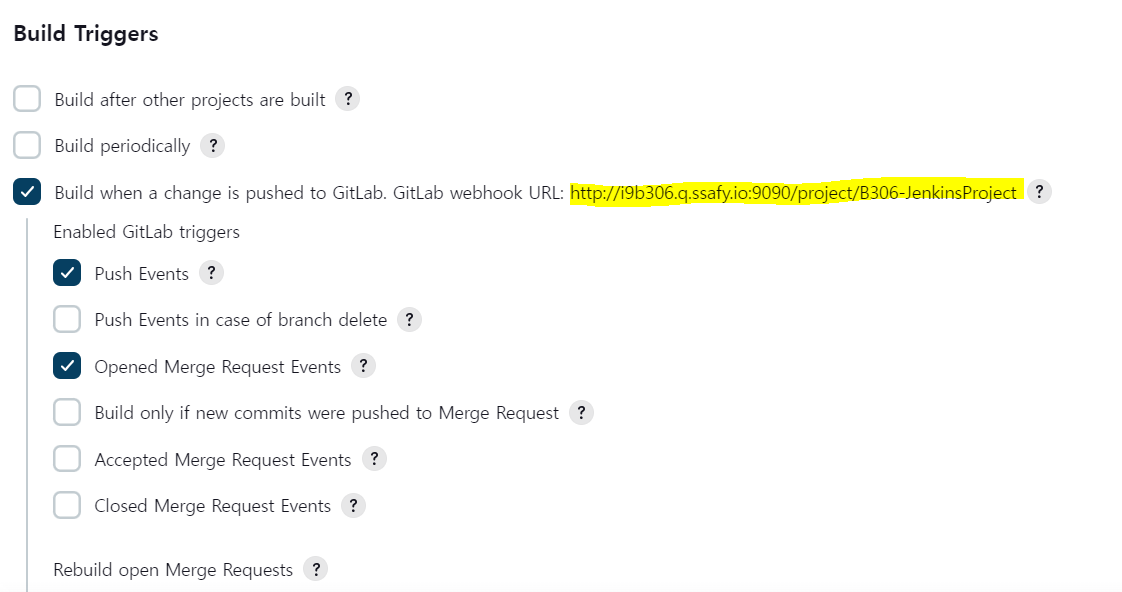 Build Triggers
Build after other projects are built ?
Build periodically ?
Build when a change is pushed to GitLab. GitLab webhook URL: http://i9b306.q.ssafy.io:9090/project/B306-JenkinsProject ?
Enabled GitLab triggers
Push Events ?
Push Events in case of branch delete ?
Opened Merge Request Events ?
Build only if new commits were pushed to Merge Request ?
Accepted Merge Request Events ?
Closed Merge Request Events ?
Rebuild open Merge Requests ?